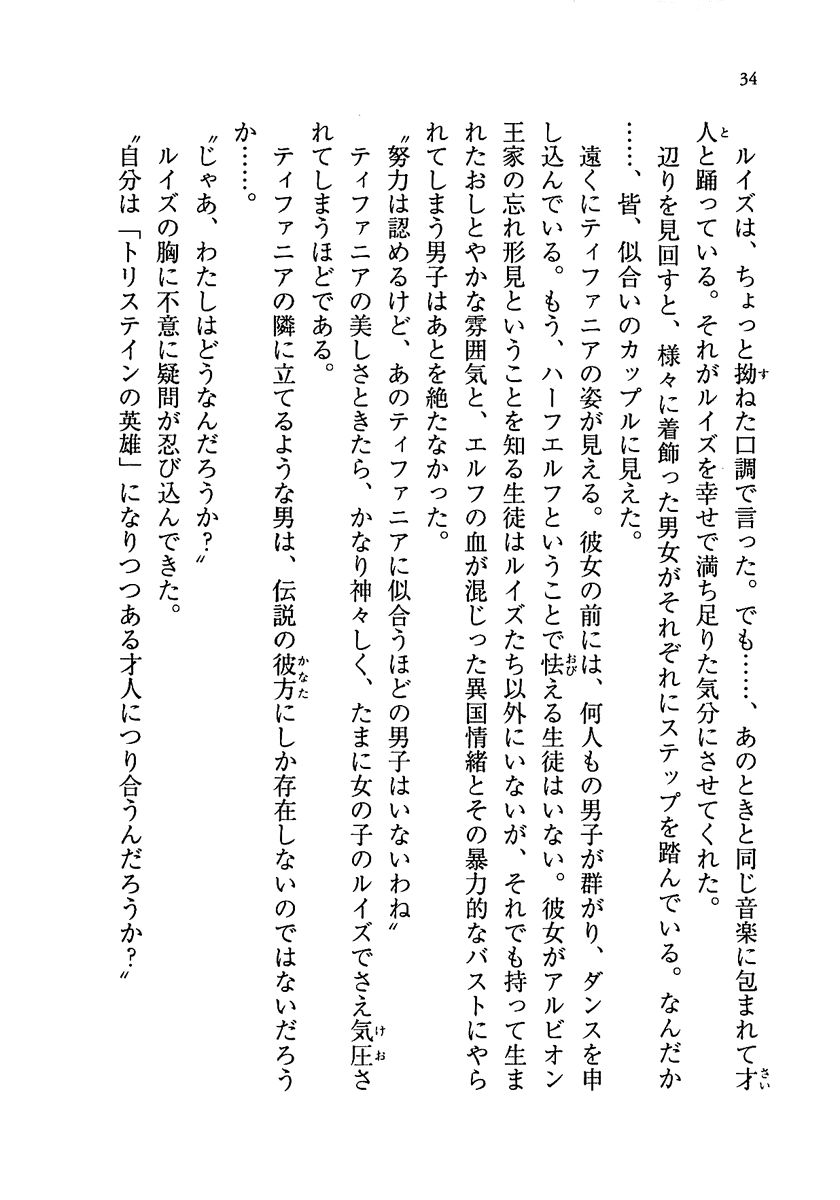 34
ルイズは、ちょっと拗ねた口調で言った。でも……、あのときと同じ音楽に包まれて才
人と踊っている。それがルイズを幸せで満ち足りた気分にさせてくれた。
辺りを見回すと、様々に着飾った男女がそれぞれにステップを踏んでいる。なんだか
……、皆、似合いのカップルに見えた。
遠くにティファニアの姿が見える。彼女の前には、何人もの男子が群がり、ダンスを申
し込んでいる。もう、ハーフエルフということで怯える生徒はいない。彼女がアルビオン
王家の忘れ形見ということを知る生徒はルイズたち以外にいないが、それでも持って生ま
れたおしとやかな雰囲気と、エルフの血が混じった異国情緒とその暴力的なバストにやら
れてしまう男子はあとを絶たなかった。
〝努力は認めるけど、あのティファニアに似合うほどの男子はいないわね〟
ティファニアの美しさときたら、かなり神々しく、たまに女の子のルイズでさえ気圧さ
れてしまうほどである。
ティファニアの隣に立てるような男は、伝説の彼方にしか存在しないのではないだろう
か……。
〝じゃあ、わたしはどうなんだろうか？〟
ルイズの胸に不意に疑問が忍び込んできた。
〝自分は「トリステインの英雄」になりつつある才人につり合うんだろうか？〟